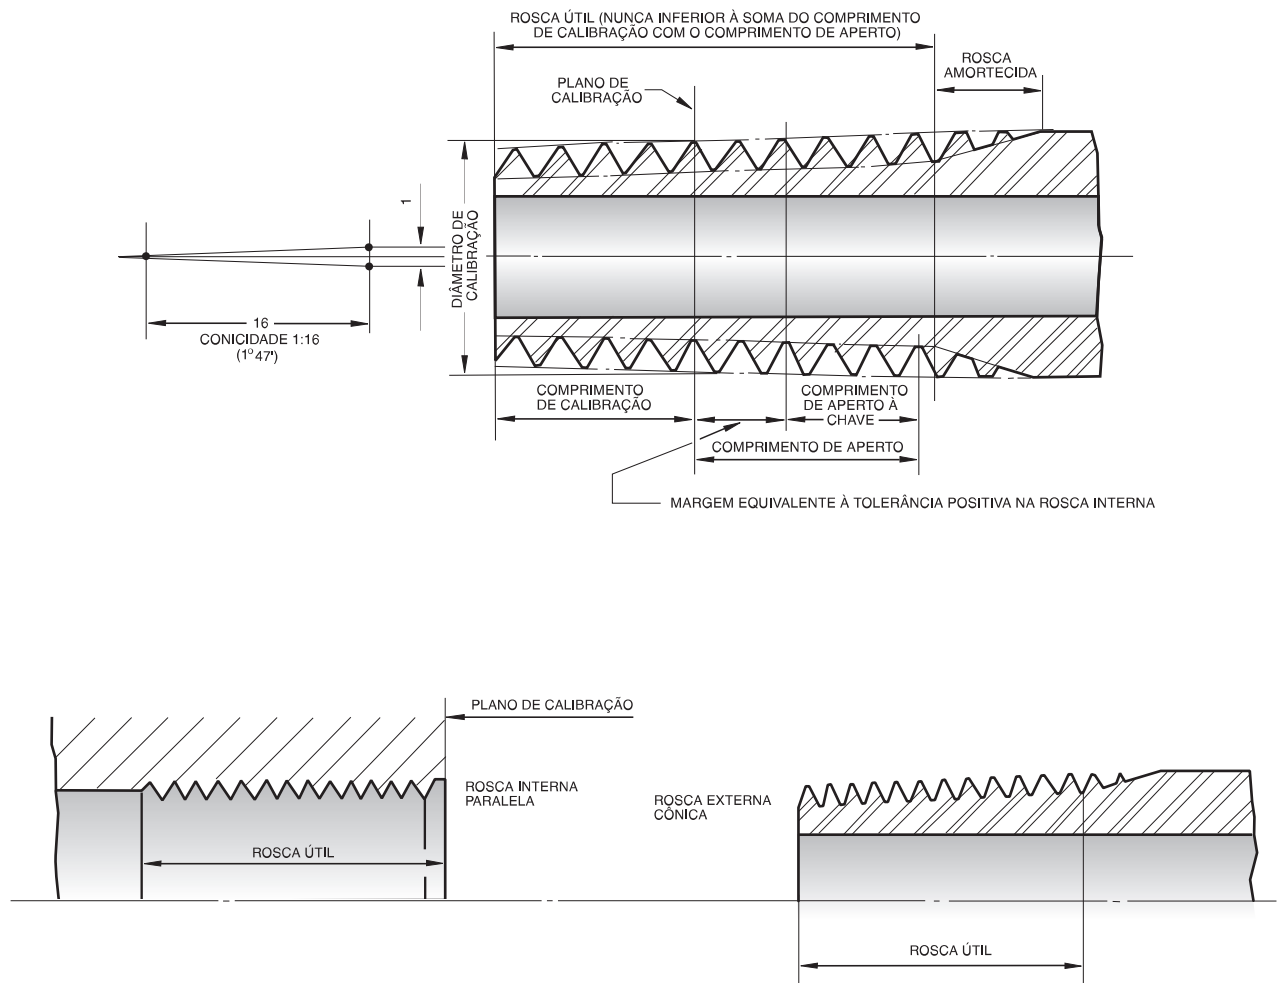 ROSCA ÚTIL (NUNCA INFERIOR À SOMA DO COMPRIMENTO
DE CALIBRAÇÃO COM O COMPRIMENTO DE APERTO)
ROSCA
AMORTECIDA
PLANO DE
CALIBRAÇÃO
1
DIÂMETRO DE
CALIBRAÇÃO
16
CONICIDADE 1:16
(1º 47')
COMPRIMENTO
DE CALIBRAÇÃO
COMPRIMENTO
DE APERTO À
CHAVE
COMPRIMENTO DE APERTO
MARGEM EQUIVALENTE À TOLERÂNCIA POSITIVA NA ROSCA INTERNA
PLANO DE CALIBRAÇÃO
ROSCA INTERNA
PARALELA
ROSCA EXTERNA
CÔNICA
ROSCA ÚTIL
ROSCA ÚTIL